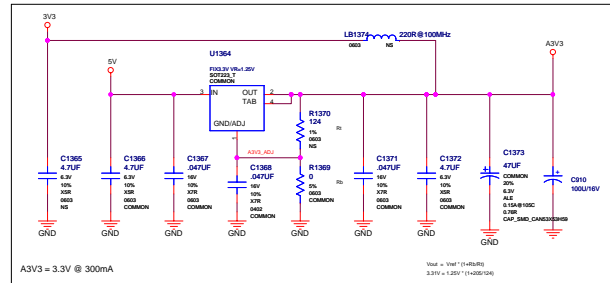 3V3
LB1374
220R@100MHz
0603
NS
A3V3
U1364
5V
FIX3.3V VR=1.25V
SOT223_T
COMMON
3
IN
OUT
2
TAB
4
GND/ADJ
1
A3V3_ADJ
R1370
124
1%
0603
NS
Rt
C1365
4.7UF
6.3V
10%
X5R
0603
NS
C1366
4.7UF
6.3V
10%
X5R
0603
COMMON
C1367
.047UF
16V
10%
X7R
0603
COMMON
C1368
.047UF
16V
10%
X7R
0402
COMMON
R1369
0
5%
0603
COMMON
Rb
C1371
.047UF
16V
10%
X7R
0603
COMMON
C1372
4.7UF
6.3V
10%
X5R
0603
COMMON
C1373
47UF
COMMON
20%
6.3V
ALE
0.15A@105C
0.76R
CAP_SMD_CAN53X53H59
C910
100U/16V
GND
GND
GND
GND
GND
GND
GND
GND
GND
A3V3 = 3.3V @ 300mA
Vout = Vref * (1+Rb/Rt)
3.31V = 1.25V * (1+205/124)